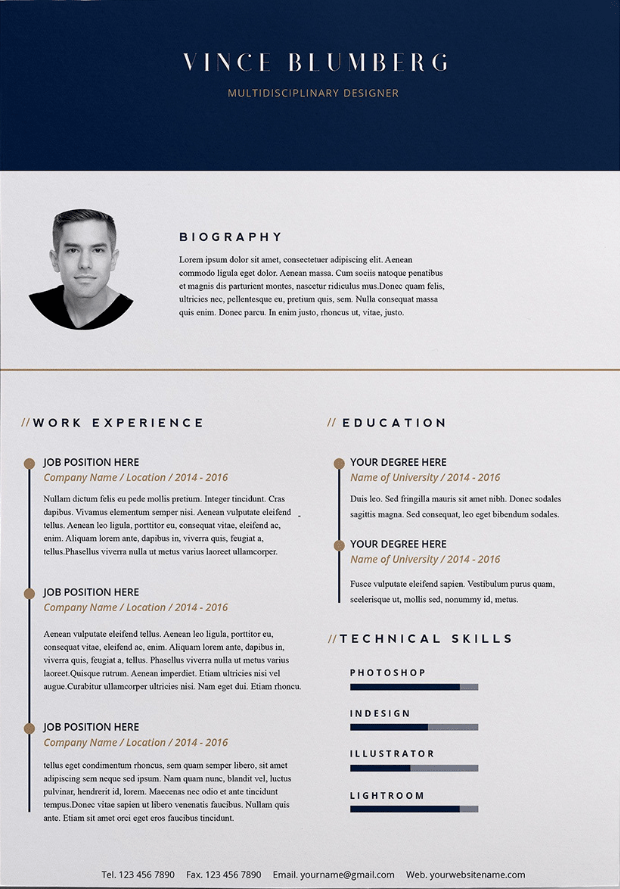 VINCE BLUMBERG
MULTIDISCIPLINARY DESIGNER
BIOGRAPHY
Lorem ipsum dolor sit amet, consectetuer adipiscing elit. Aenean
commodo ligula eget dolor. Aenean massa. Cum sociis natoque penatibus
et magnis dis parturient montes, nascetur ridiculus mus.Donec quam felis,
ultricies nec, pellentesque eu, pretium quis, sem. Nulla consequat massa
quis enim. Donec parcu. In enim justo, rhoncus ut, vitae, justo.
//WORK EXPERIENCE
JOB POSITION HERE
Company Name / Location / 2014 - 2016
Nullam dictum felis eu pede mollis pretium. Integer tincidunt. Cras
dapibus. Vivamus elementum semper nisi. Aenean vulputate eleifend
tellus. Aenean leo ligula, porttitor eu, consequat vitae, eleifend ac,
enim. Aliquam lorem ante, dapibus in, viverra quis, feugiat a,
tellus.Phasellus viverra nulla ut metus varius laoreet ullamcorper.
JOB POSITION HERE
Company Name / Location / 2014 - 2016
Aenean vulputate eleifend tellus. Aenean leo ligula, porttitor eu,
consequat vitae, eleifend ac, enim. Aliquam lorem ante, dapibus in,
viverra quis, feugiat a, tellus. Phasellus viverra nulla ut metus varius
laoreet.Quisque rutrum. Aenean imperdiet. Etiam ultricies nisi vel
augue.Curabitur ullamcorper ultricies nisi. Nam eget dui. Etiam rhoncu.
JOB POSITION HERE
Company Name / Location / 2014 - 2016
tellus eget condimentum rhoncus, sem quam semper libero, sit amet
adipiscing sem neque sed ipsum. Nam quam nunc, blandit vel, luctus
pulvinar, hendrerit id, lorem. Maecenas nec odio et ante tincidunt
tempus.Donec vitae sapien ut libero venenatis faucibus. Nullam quis
ante. Etiam sit amet orci eget eros faucibus tincidunt.
// EDUCATION
YOUR DEGREE HERE
Name of University / 2014 - 2016
Duis leo. Sed fringilla mauris sit amet nibh. Donec sodales
sagittis magna. Sed consequat, leo eget bibendum sodales.
YOUR DEGREE HERE
Name of University / 2014 - 2016
Fusce vulputate eleifend sapien. Vestibulum purus quam,
scelerisque ut, mollis sed, nonummy id, metus.
//TECHNICAL SKILLS
PHOTOSHOP
INDESIGN
ILLUSTRATOR
LIGHTROOM
Tel. 123 456 7890 Fax. 123 456 7890 Email. yourname@gmail.com Web. yourwebsitename.com